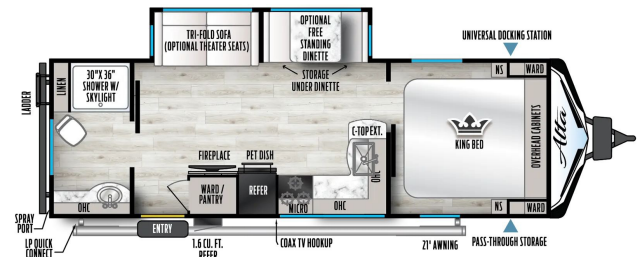 TRI-FOLD SOFA
(OPTIONAL THEATER SEATS)
OPTIONAL
FREE
STANDING
DINETTE
UNIVERSAL DOCKING STATION
LADDER
LINEN
30"X 36"
SHOWER W/
SKYLIGHT
STORAGE
UNDER DINETTE
NS
WARD
C-TOP EXT.
OHC
KING BED
OVERHEAD CABINETS
Alta
FIREPLACE
PET DISH
WARD /
PANTRY
REFER
MICRO
OHC
OHC
NS
WARD
SPRAY
PORT
LP QUICK
CONNECT
ENTRY
1.6 CU. FT.
REFER
COAX TV HOOKUP
21' AWNING
PASS-THROUGH STORAGE